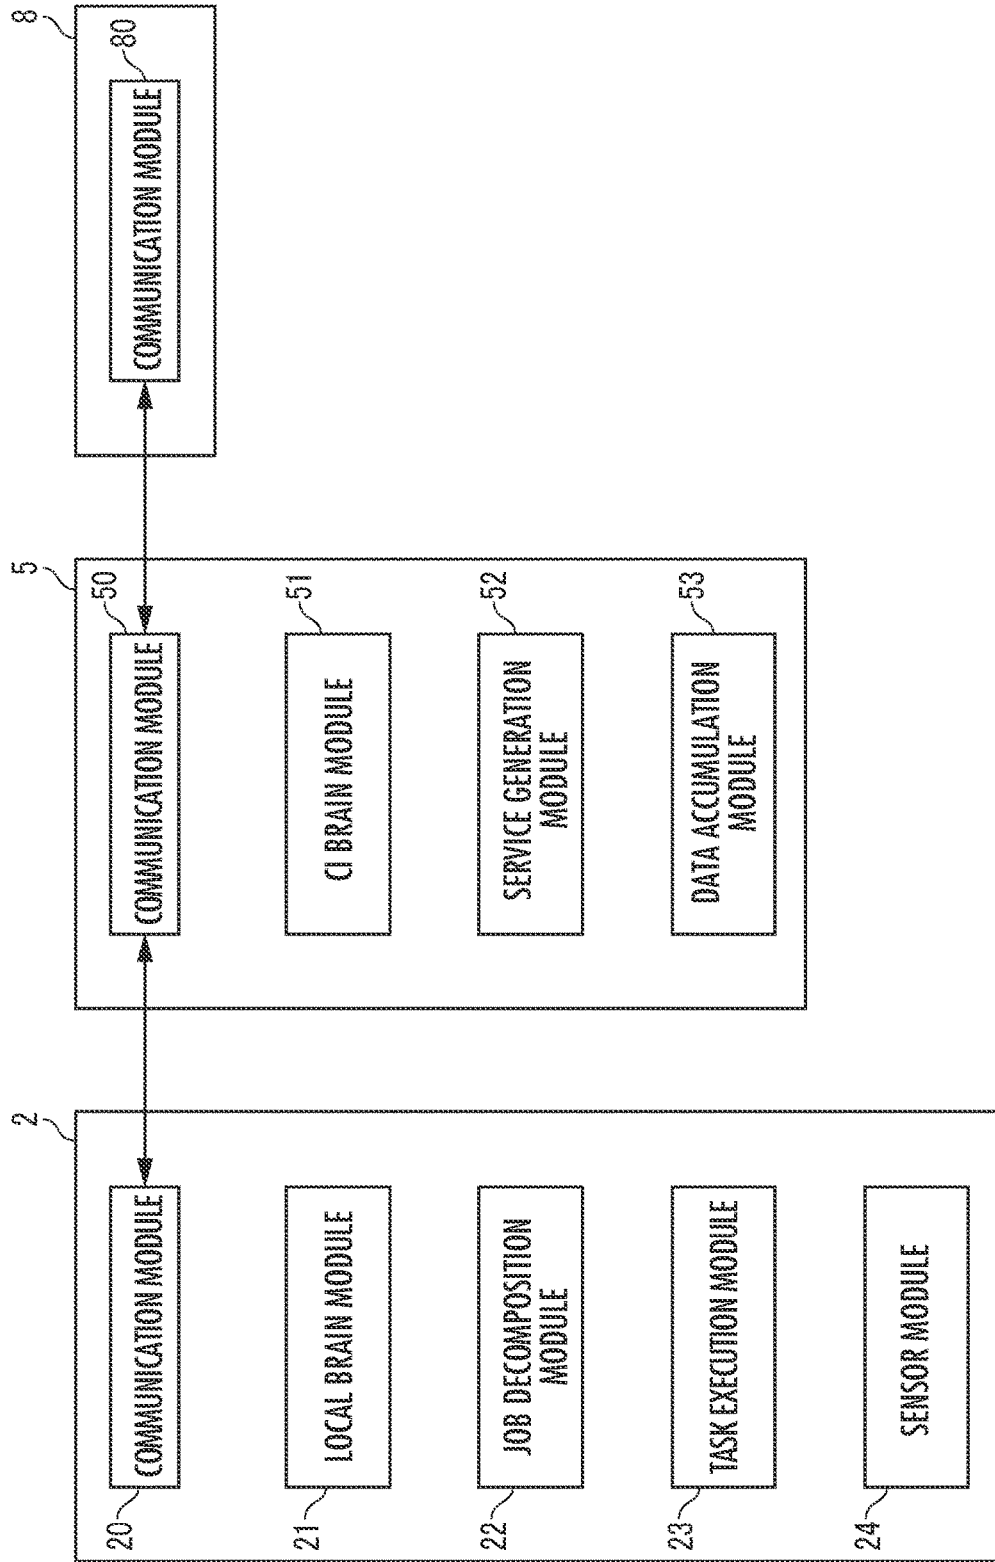 2
20
COMMUNICATION MODULE
21
LOCAL BRAIN MODULE
22
JOB DECOMPOSITION
MODULE
23
TASK EXECUTION MODULE
24
SENSOR MODULE
5
50
COMMUNICATION MODULE
51
CI BRAIN MODULE
52
SERVICE GENERATION
MODULE
53
DATA ACCUMULATION
MODULE
8
80
COMMUNICATION MODULE